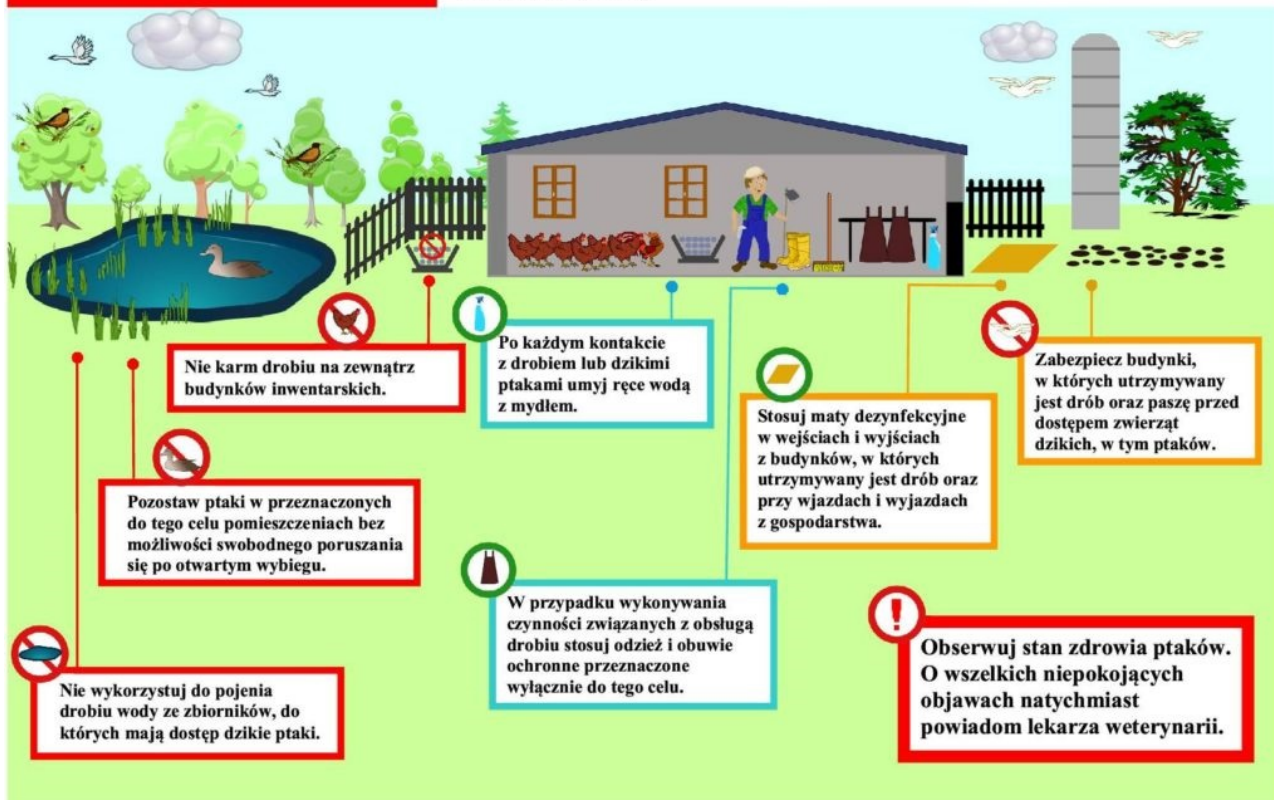 Nie karm drobiu na zewnątrz
budynków inwentarskich.
Po każdym kontakcie
z drobiem lub dzikimi
ptakami umyj ręce wodą
z mydłem.
Stosuj maty dezynfekcyjne
w wejściach i wyjściach
z budynków, w których
utrzymywany jest drób oraz
przy wjazdach i wyjazdach
z gospodarstwa.
Zabezpiecz budynki,
w których utrzymywany
jest drób oraz paszę przed
dostępem zwierząt
dzikich, w tym ptaków.
Pozostaw ptaki w przeznaczonych
do tego celu pomieszczeniach bez
możliwości swobodnego poruszania
się po otwartym wybiegu.
W przypadku wykonywania
czynności związanych z obsługą
drobiu stosuj odzież i obuwie
ochronne przeznaczone
wyłącznie do tego celu.
Nie wykorzystuj do pojenia
drobiu wody ze zbiorników, do
których mają dostęp dzikie ptaki.
Obserwuj stan zdrowia ptaków.
O wszelkich niepokojących
objawach natychmiast
powiadom lekarza weterynarii.